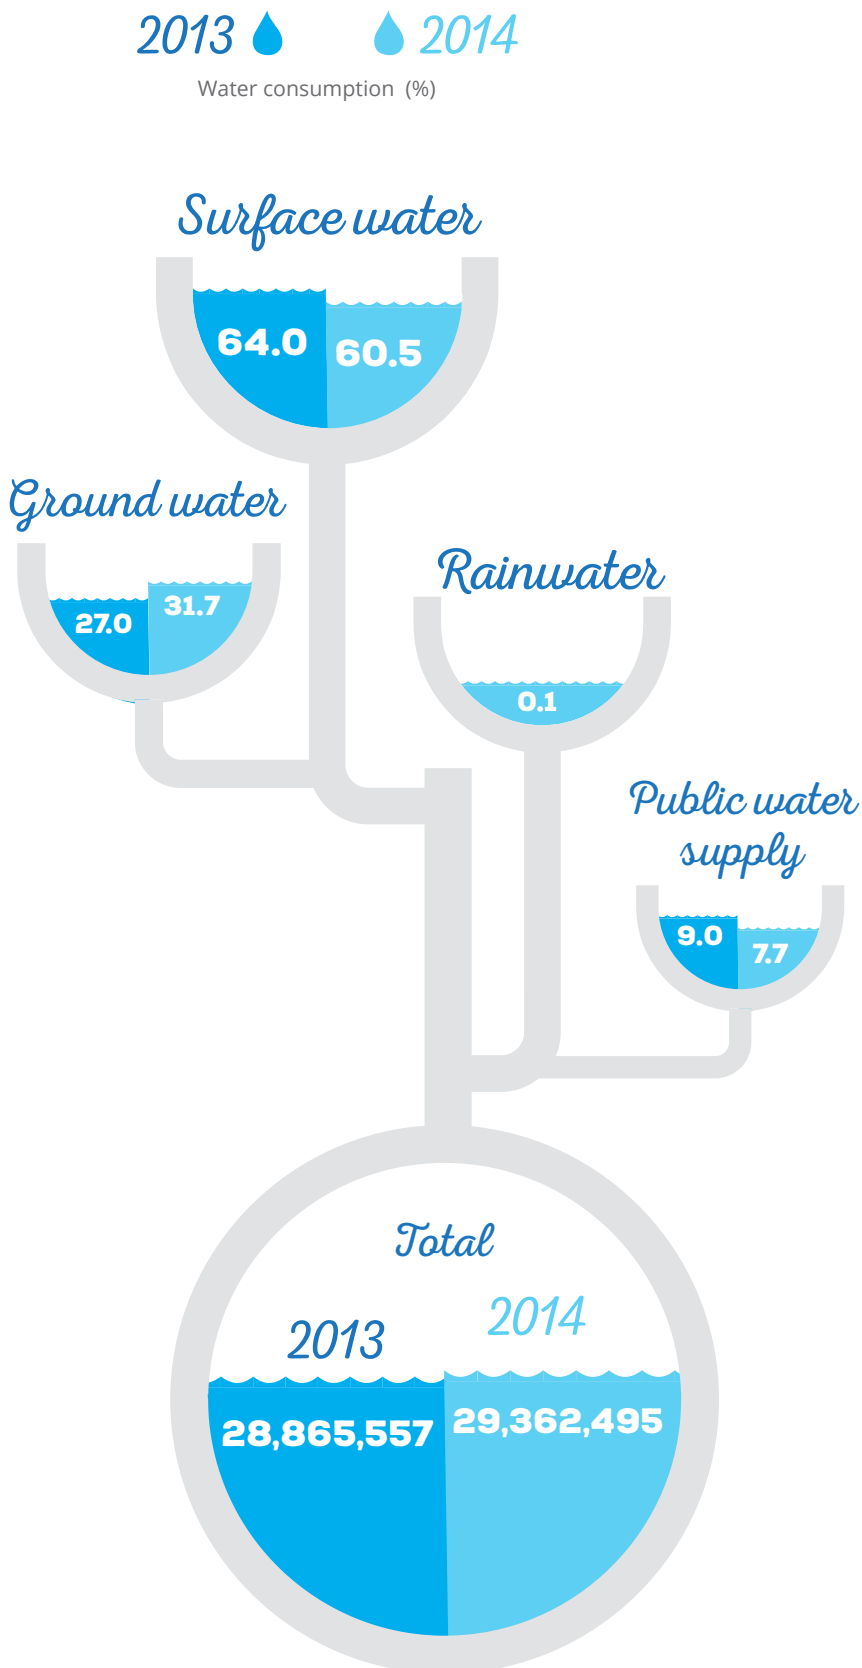 2013 2014
Water consumption (%)
Surface water
64.0 60.5
Ground water
27.0 31.7
Rainwater
0.1
Public water
supply
9.0 7.7
Total
2013 2014
28,865,557 29,362,495